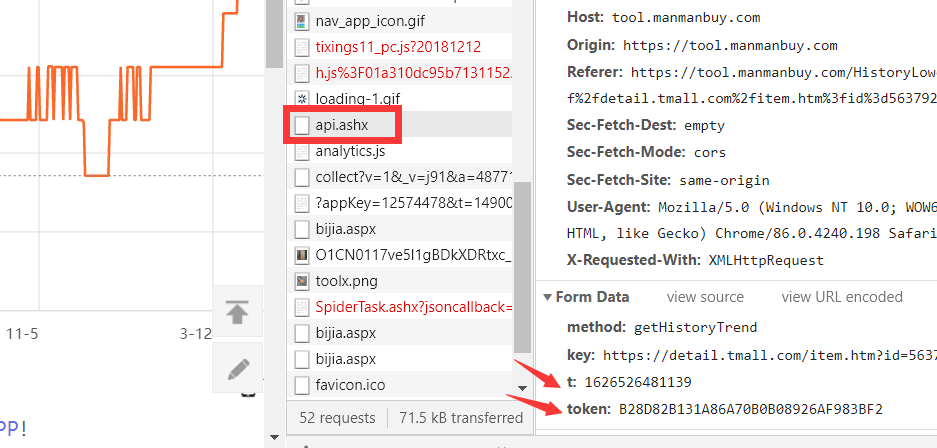 11-5
3-12
PP!
nav_app_icon.gif
tixings11_pc.js?20181212
h.js%3F01a310dc95b7131152.
loading-1.gif
api.ashx
analytics.js
collect?v=1&_v=j91&a=48771
?appKey=12574478&t=14900
bijia.aspx
O1CN0117ve5I1gBDkXDRtxc_
toolx.png
SpiderTask.ashx?jsoncallback=
bijia.aspx
bijia.aspx
favicon.ico
52 requests
71.5 kB transferred
Host: tool.manmanbuy.com
Origin: https://tool.manmanbuy.com
Referer: https://tool.manmanbuy.com/HistoryLow
f%2fdetail.tmall.com%2fitem.htm%3fid%3d563792
Sec-Fetch-Dest: empty
Sec-Fetch-Mode: cors
Sec-Fetch-Site: same-origin
User-Agent: Mozilla/5.0 (Windows NT 10.0; WOW6
HTML, like Gecko) Chrome/86.0.4240.198 Safari
X-Requested-With: XMLHttpRequest
Form Data view source view URL encoded
method: getHistoryTrend
key: https://detail.tmall.com/item.htm?id=5637
t: 1626526481139
token: B28D82B131A86A70B0B08926AF983BF2